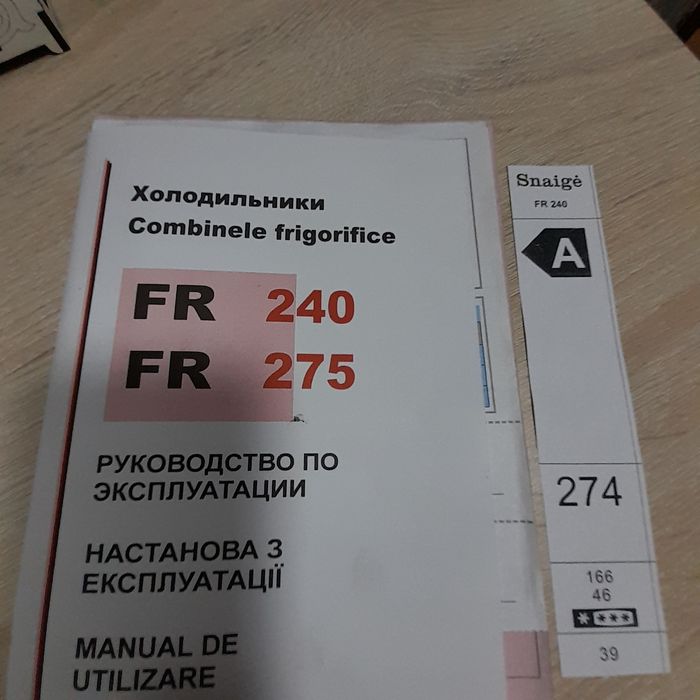 Холодильники
Combinele frigorifice
FR 240
FR 275
РУКОВОДСТВО ПО
ЭКСПЛУАТАЦИИ
НАСТАНОВА З
ЕКСПЛУАТАЦІЇ
MANUAL DE
UTILIZARE
Snaigė
FR 240
A
274
166
46
* ***
39